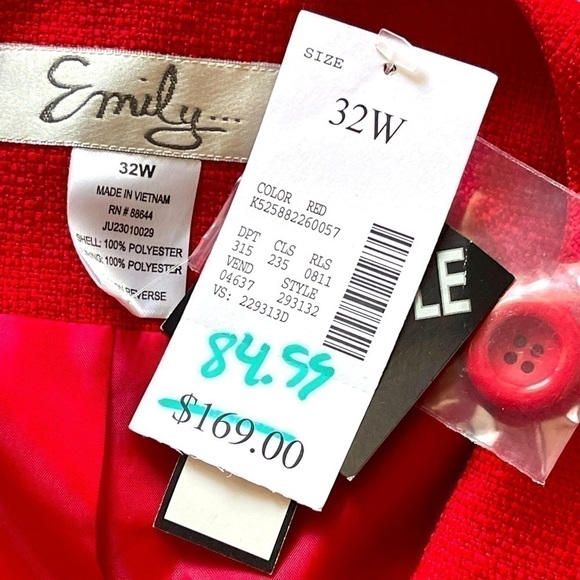 Emily...
32W
MADE IN VIETNAM
RN # 88644
JU23010029
SHELL: 100% POLYESTER
100% POLYESTER
REVERSE
SIZE
32W
COLOR RED
K525882260057
DPT CLS RLS
315 235 0811
VEND STYLE
04637 293132
VS: 229313D
84.99
$169.00
LE